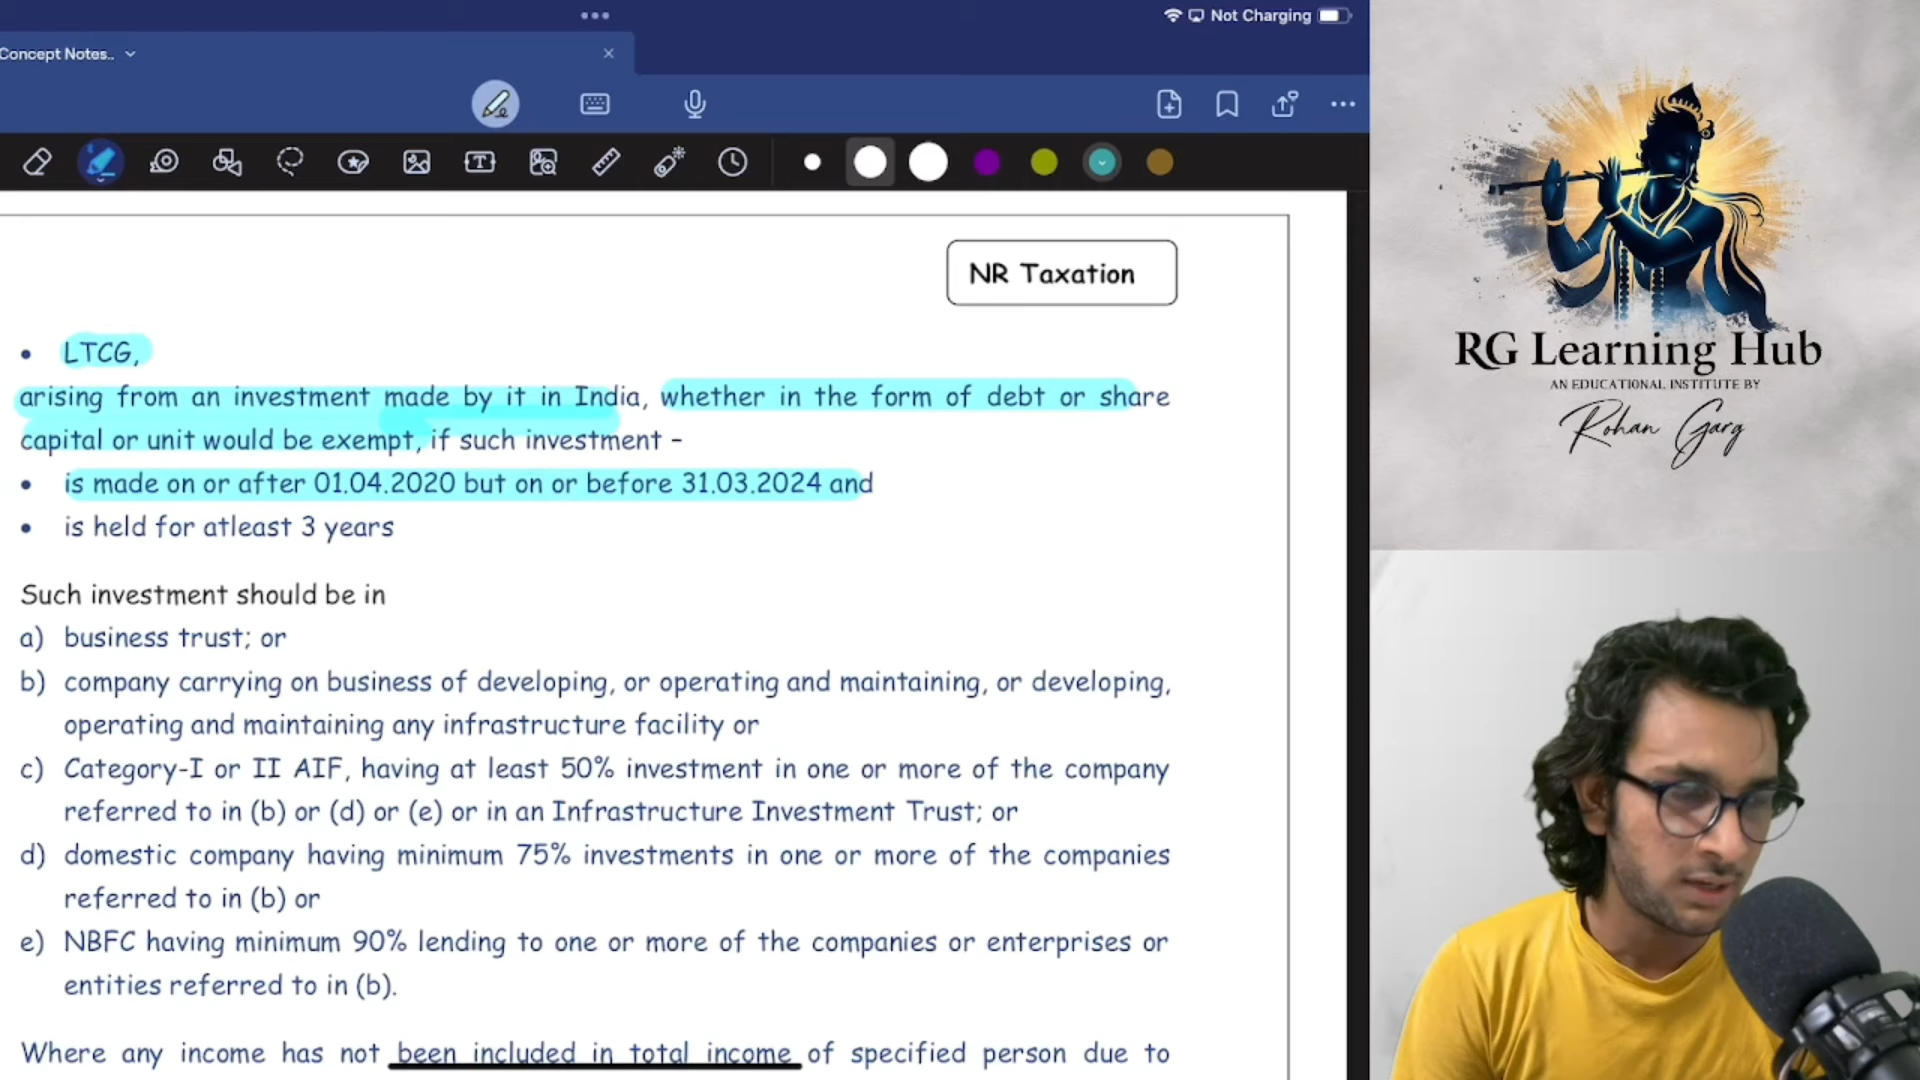 Not Charging
Concept Notes..
NR Taxation
• LTCG,
arising from an investment made by it in India, whether in the form of debt or share
capital or unit would be exempt, if such investment –
• is made on or after 01.04.2020 but on or before 31.03.2024 and
• is held for atleast 3 years
Such investment should be in
a) business trust; or
b) company carrying on business of developing, or operating and maintaining, or developing,
operating and maintaining any infrastructure facility or
c) Category-I or II AIF, having at least 50% investment in one or more of the company
referred to in (b) or (d) or (e) or in an Infrastructure Investment Trust; or
d) domestic company having minimum 75% investments in one or more of the companies
referred to in (b) or
e) NBFC having minimum 90% lending to one or more of the companies or enterprises or
entities referred to in (b).
Where any income has not been included in total income of specified person due to
RG Learning Hub
AN EDUCATIONAL INSTITUTE BY
Rohan Garg